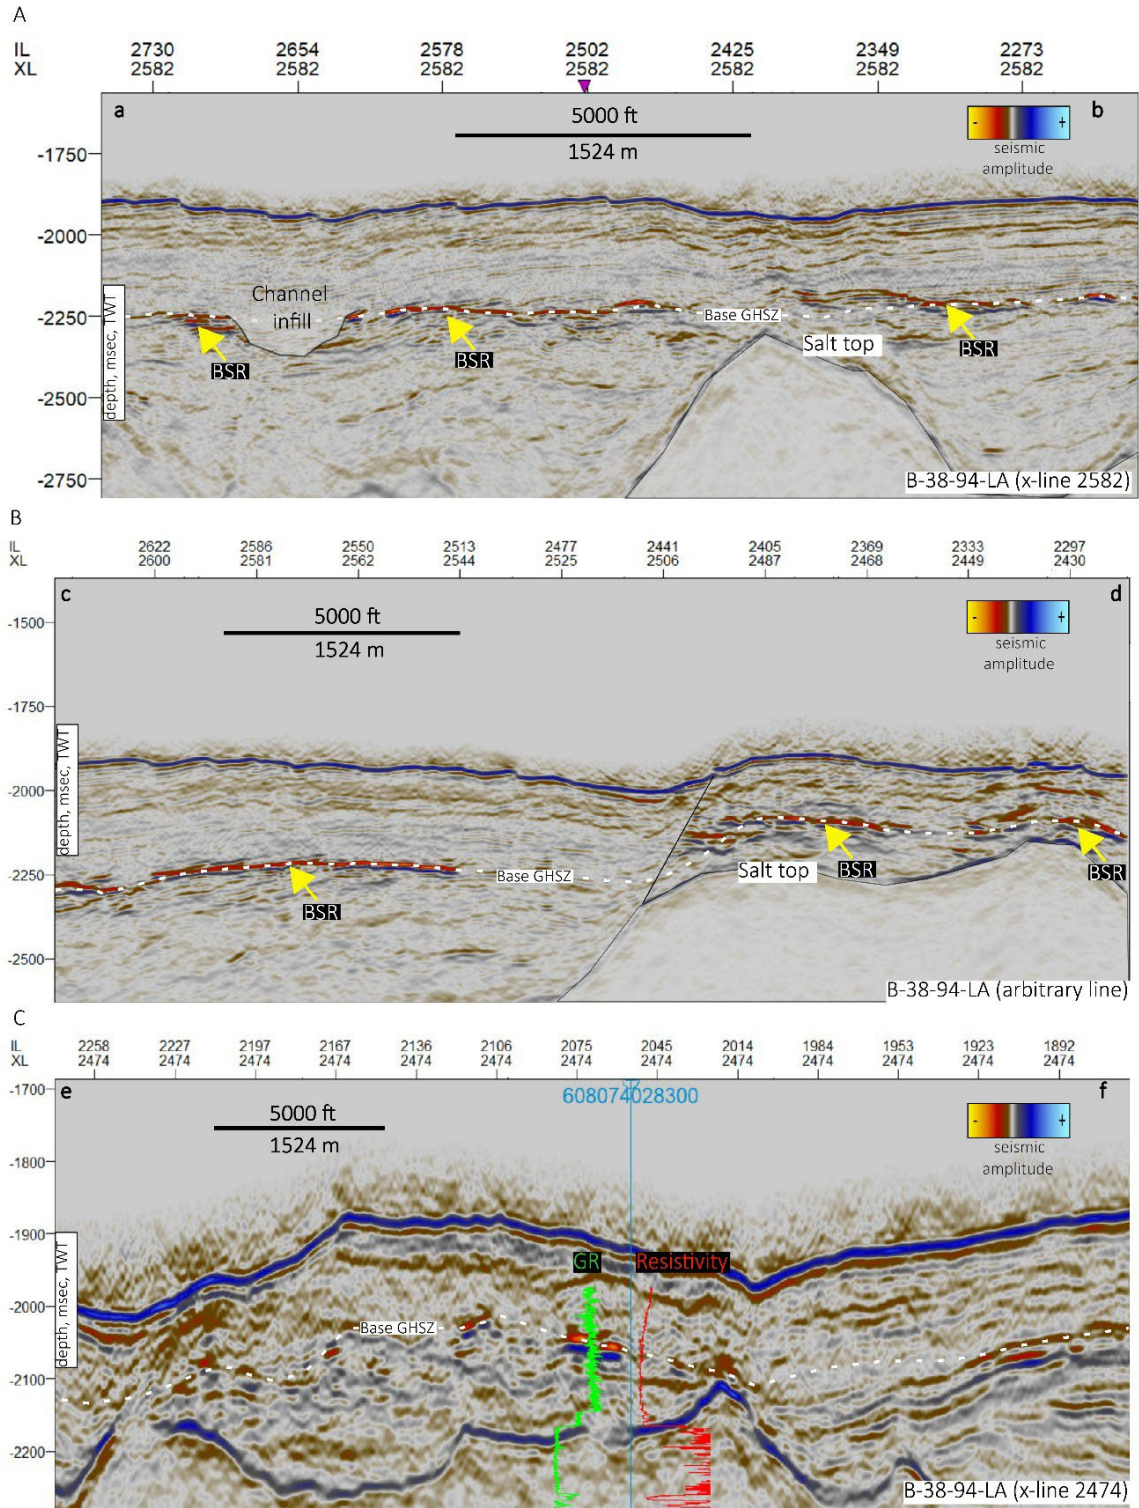 A
IL 2730 2654 2578 2502 2425 2349 2273
XL 2582 2582 2582 2582 2582 2582 2582
a
5000 ft
b
- +
1524 m
seismic
amplitude
-1750
-2000
-2250
-2500
-2750
depth, msec, TWT
Channel
infill
Base GHSZ
Salt top
BSR
BSR
BSR
B-38-94-LA (x-line 2582)
B
IL 2622 2586 2550 2513 2477 2441 2405 2369 2333 2297
XL 2600 2581 2562 2544 2525 2506 2487 2468 2449 2430
c
5000 ft
d
- +
1524 m
seismic
amplitude
-1500
-1750
-2000
-2250
-2500
depth, msec, TWT
Base GHSZ
Salt top
BSR
BSR
BSR
B-38-94-LA (arbitrary line)
C
IL 2258 2227 2197 2167 2136 2106 2075 2045 2014 1984 1953 1923 1892
XL 2474 2474 2474 2474 2474 2474 2474 2474 2474 2474 2474 2474 2474
e
608074028300
f
5000 ft
- +
1524 m
seismic
amplitude
-1700
-1800
-1900
-2000
-2100
-2200
depth, msec, TWT
GR
Resistivity
Base GHSZ
B-38-94-LA (x-line 2474)